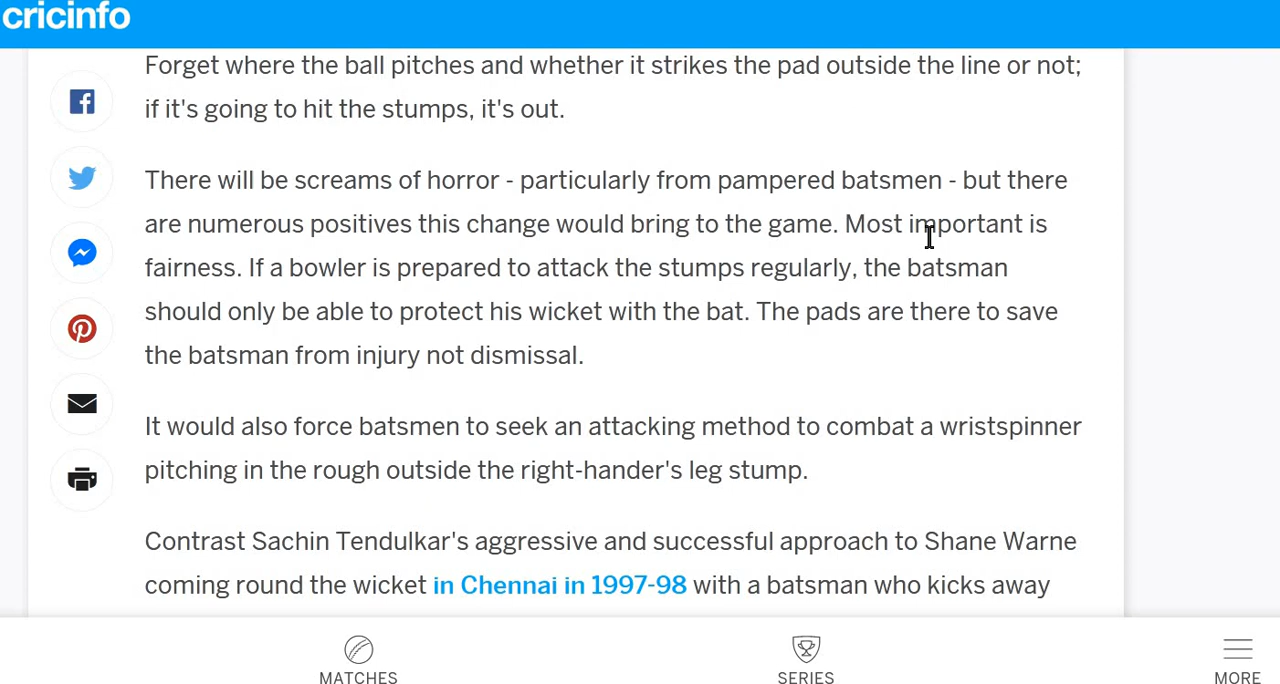 cricinfo
Forget where the ball pitches and whether it strikes the pad outside the line or not;
if it's going to hit the stumps, it's out.
There will be screams of horror - particularly from pampered batsmen - but there
are numerous positives this change would bring to the game. Most important is
fairness. If a bowler is prepared to attack the stumps regularly, the batsman
should only be able to protect his wicket with the bat. The pads are there to save
the batsman from injury not dismissal.
It would also force batsmen to seek an attacking method to combat a wristspinner
pitching in the rough outside the right-hander's leg stump.
Contrast Sachin Tendulkar's aggressive and successful approach to Shane Warne
coming round the wicket in Chennai in 1997-98 with a batsman who kicks away
MATCHES
SERIES
MORE